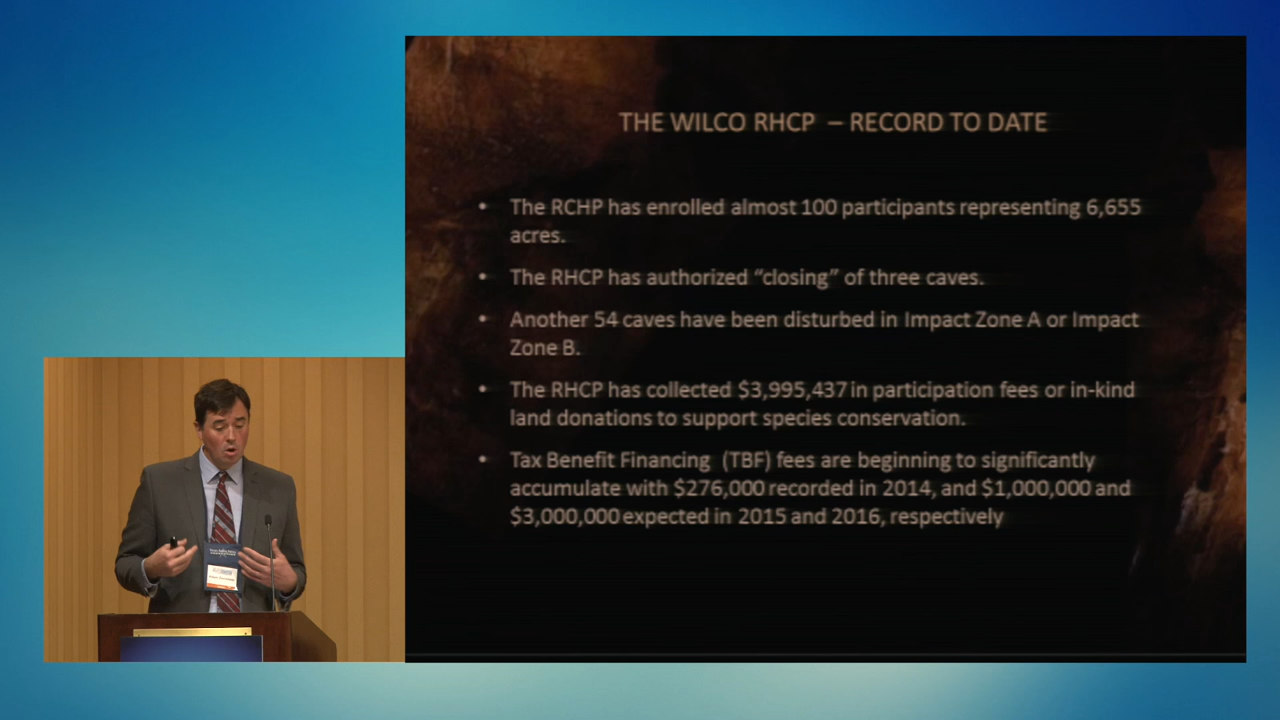 THE WILCO RHCP – RECORD TO DATE
• The RCHP has enrolled almost 100 participants representing 6,655
acres.
• The RHCP has authorized “closing” of three caves.
• Another 54 caves have been disturbed in Impact Zone A or Impact
Zone B.
• The RHCP has collected $3,995,437 in participation fees or in-kind
land donations to support species conservation.
• Tax Benefit Financing (TBF) fees are beginning to significantly
accumulate with $276,000 recorded in 2014, and $1,000,000 and
$3,000,000 expected in 2015 and 2016, respectively